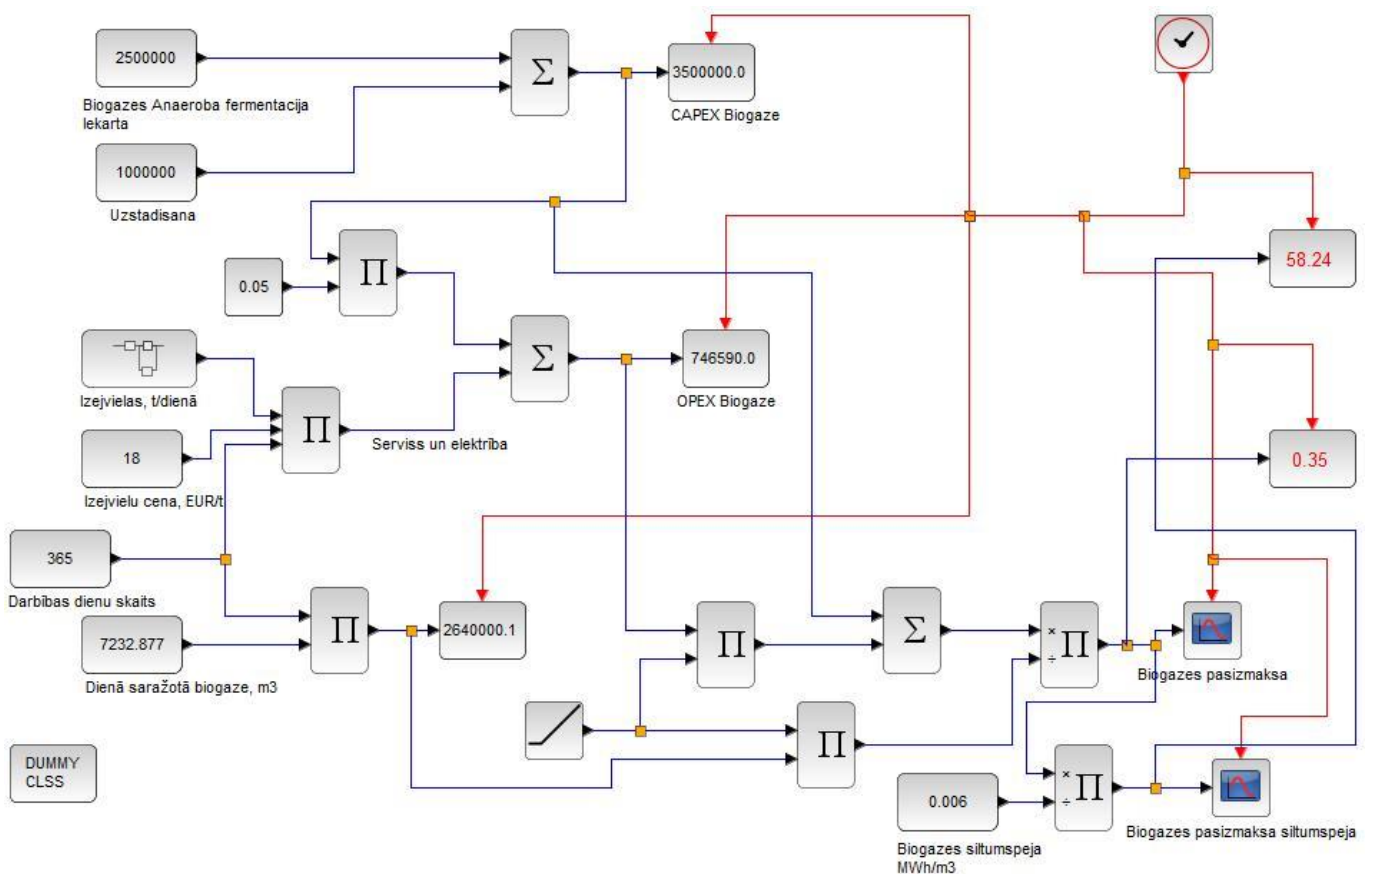 2500000
Biogazes Anaeroba fermentacija
Iekarta
Σ
3500000.0
CAPEX Biogaze
1000000
Uzstadisana
58.24
0.05
Π
Izejvielas, t/dienā
Σ
746590.0
OPEX Biogaze
18
Izejvielu cena, EUR/t
Π
Serviss un elektrība
0.35
365
Darbības dienu skaits
7232.877
Dienā saražotā biogaze, m3
Π
2640000.1
Π
Σ
×
÷
Π
Biogazes pasizmaksa
Π
DUMMY
CLSS
0.006
Biogazes siltumspeja
MWh/m3
×
÷
Π
Biogazes pasizmaksa siltumspeja